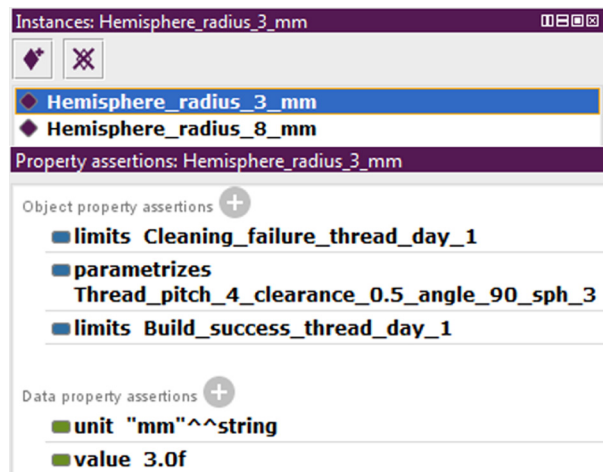 Instances: Hemisphere_radius_3_mm
Hemisphere_radius_3_mm
Hemisphere_radius_8_mm
Property assertions: Hemisphere_radius_3_mm
Object property assertions
limits Cleaning_failure_thread_day_1
parametrizes
Thread_pitch_4_clearance_0.5_angle_90_sph_3
limits Build_success_thread_day_1
Data property assertions
unit "mm"^^string
value 3.0f